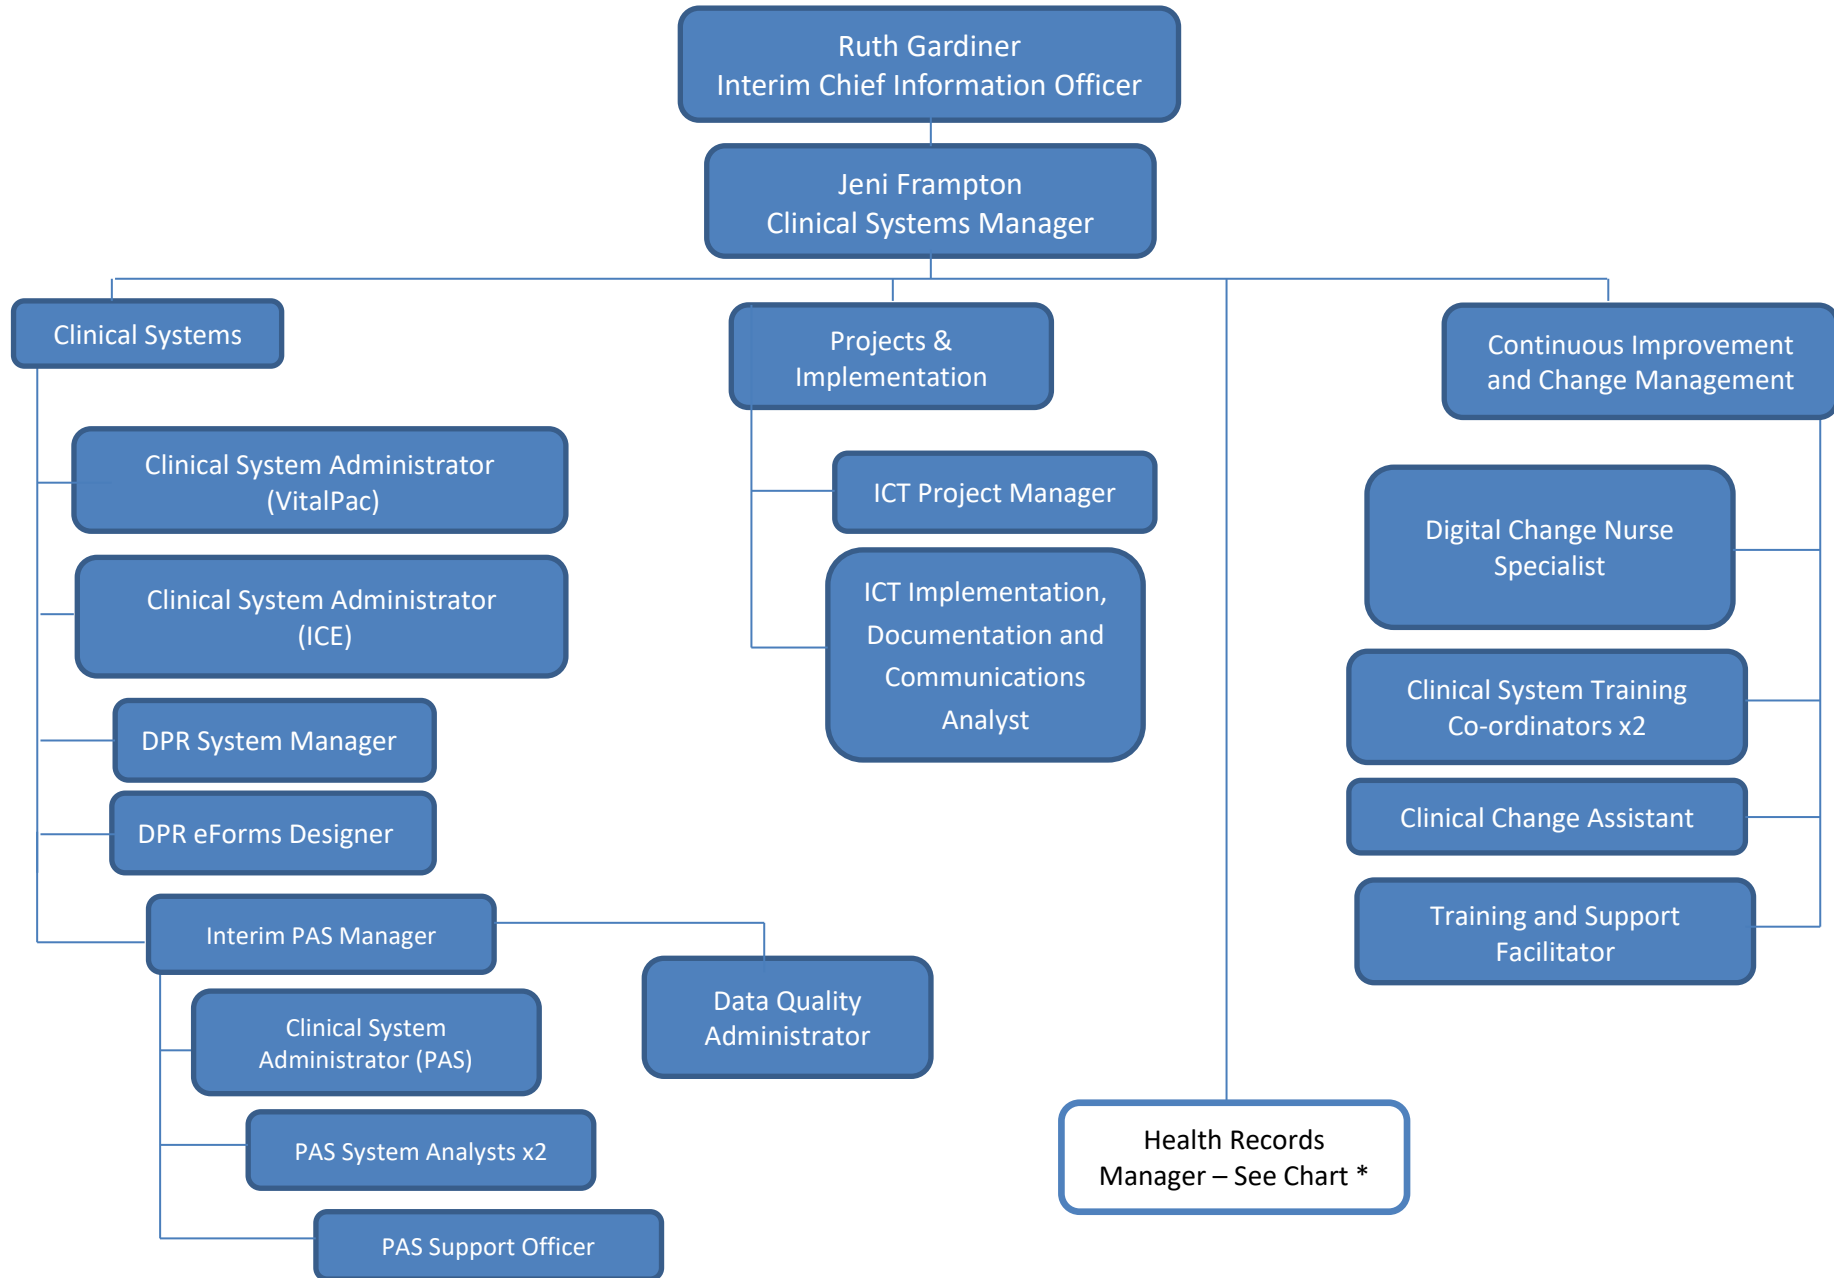 Ruth Gardiner
Interim Chief Information Officer
Jeni Frampton
Clinical Systems Manager
Clinical Systems
Projects &
Implementation
Continuous Improvement
and Change Management
Clinical System Administrator
(VitalPac)
Clinical System Administrator
(ICE)
DPR System Manager
DPR eForms Designer
Interim PAS Manager
Clinical System
Administrator (PAS)
PAS System Analysts x2
PAS Support Officer
Data Quality
Administrator
ICT Project Manager
ICT Implementation,
Documentation and
Communications
Analyst
Health Records
Manager – See Chart *
Digital Change Nurse
Specialist
Clinical System Training
Co-ordinators x2
Clinical Change Assistant
Training and Support
Facilitator